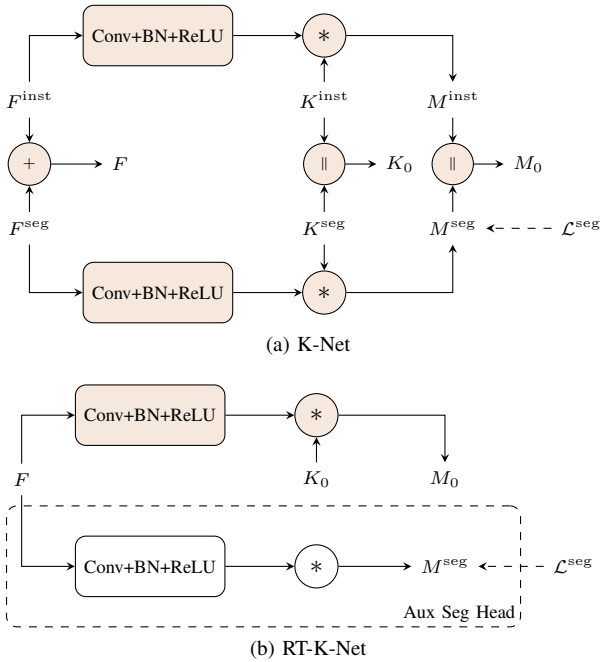 Conv+BN+ReLU *
F^inst K^inst M^inst
+ F ∥ K_0 ∥ M_0
F^seg K^seg M^seg ℒ^seg
Conv+BN+ReLU *
(a) K-Net
Conv+BN+ReLU *
F K_0 M_0
Conv+BN+ReLU * M^seg ℒ^seg
Aux Seg Head
(b) RT-K-Net